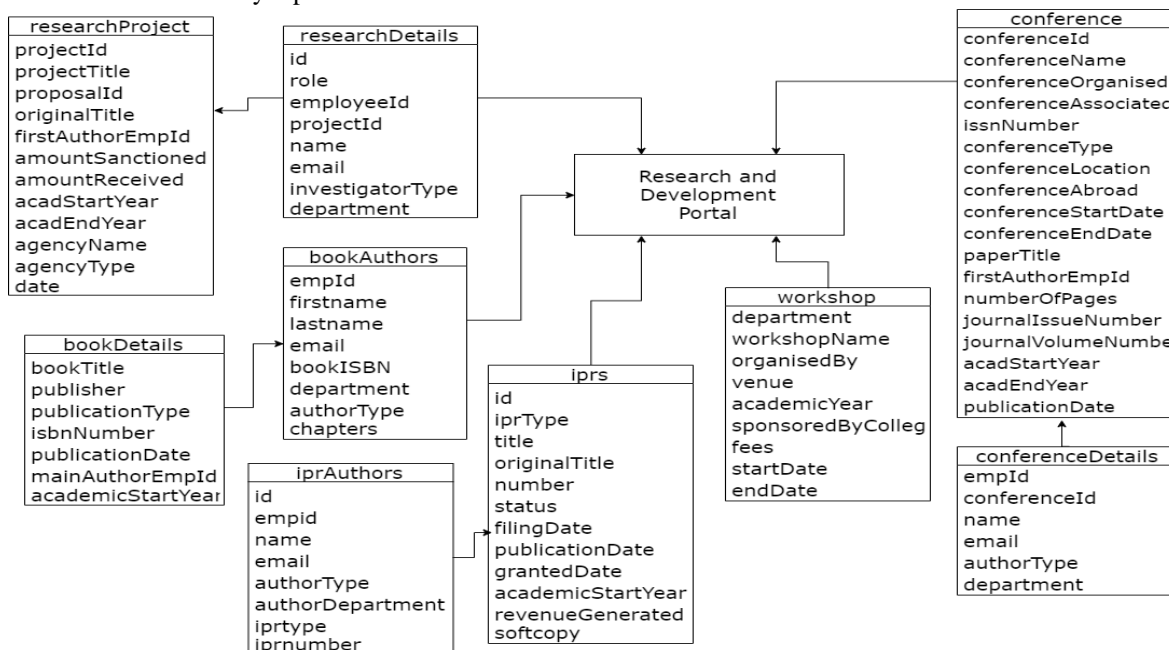 researchProject
projectId
projectTitle
proposalId
originalTitle
firstAuthorEmpId
amountSanctioned
amountReceived
acadStartYear
acadEndYear
agencyName
agencyType
date
researchDetails
id
role
employeeId
projectId
name
email
investigatorType
department
Research and
Development
Portal
conference
conferenceId
conferenceName
conferenceOrganised
conferenceAssociated
issnNumber
conferenceType
conferenceLocation
conferenceAbroad
conferenceStartDate
conferenceEndDate
paperTitle
firstAuthorEmpId
numberOfPages
journalIssueNumber
journalVolumeNumbe
acadStartYear
acadEndYear
publicationDate
bookAuthors
empId
firstname
lastname
email
bookISBN
department
authorType
chapters
bookDetails
bookTitle
publisher
publicationType
isbnNumber
publicationDate
mainAuthorEmpId
academicStartYear
workshop
department
workshopName
organisedBy
venue
academicYear
sponsoredByColleg
fees
startDate
endDate
iprs
id
iprType
title
originalTitle
number
status
filingDate
publicationDate
grantedDate
academicStartYear
revenueGenerated
softcopy
iprAuthors
id
empid
name
email
authorType
authorDepartment
iprtype
iprnumber
conferenceDetails
empId
conferenceId
name
email
authorType
department